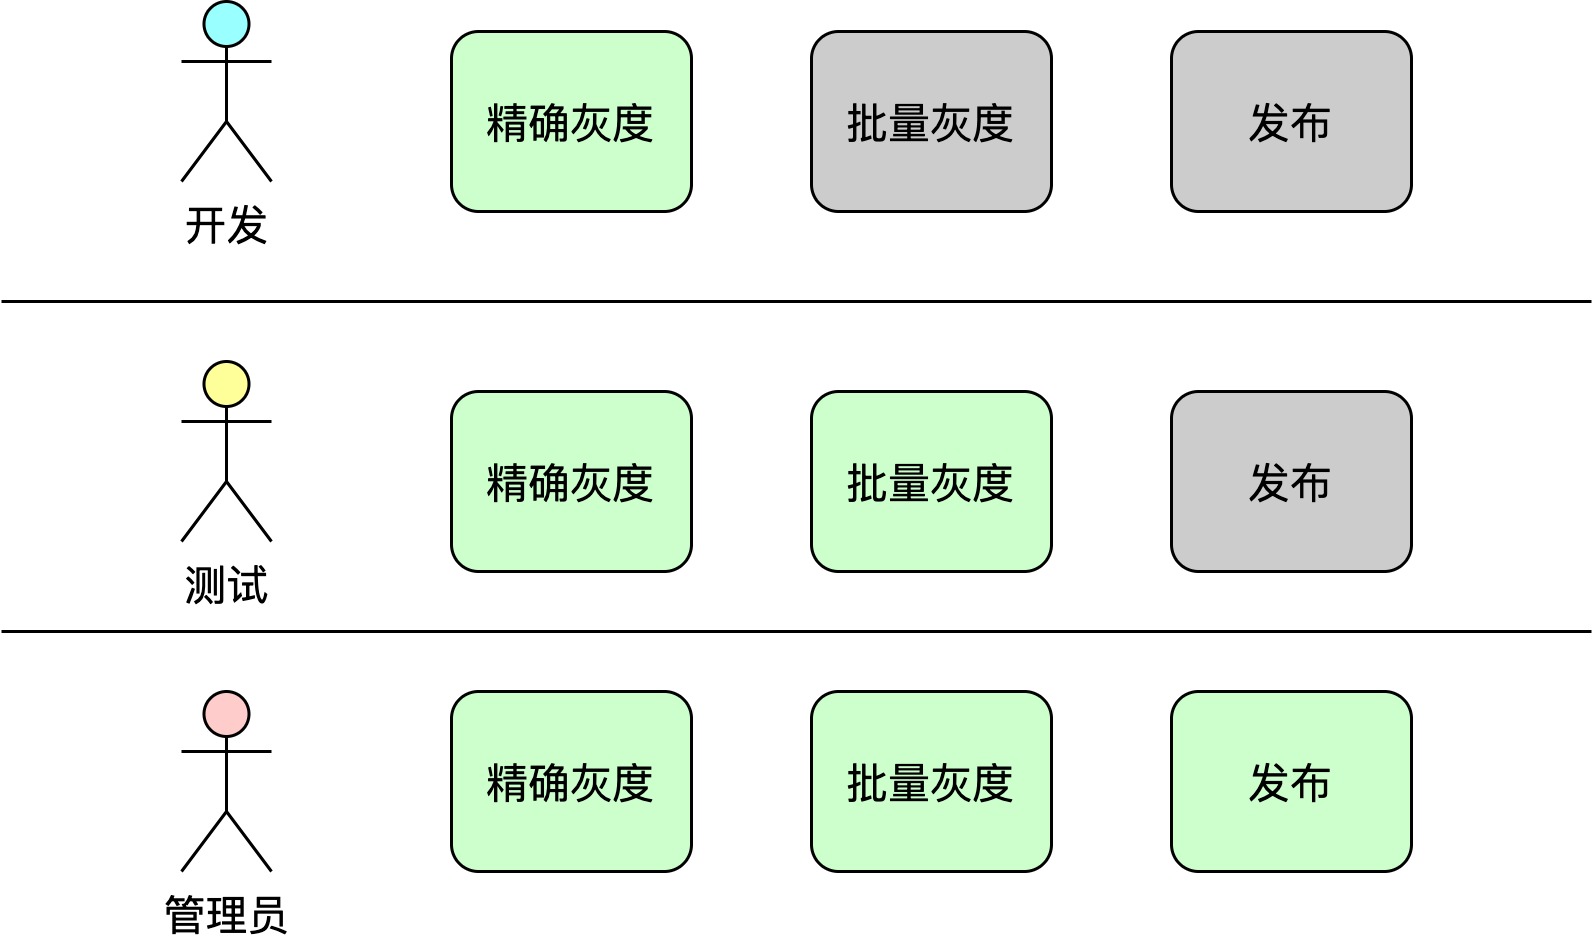 精确灰度
批量灰度
发布
开发
精确灰度
批量灰度
发布
测试
精确灰度
批量灰度
发布
管理员